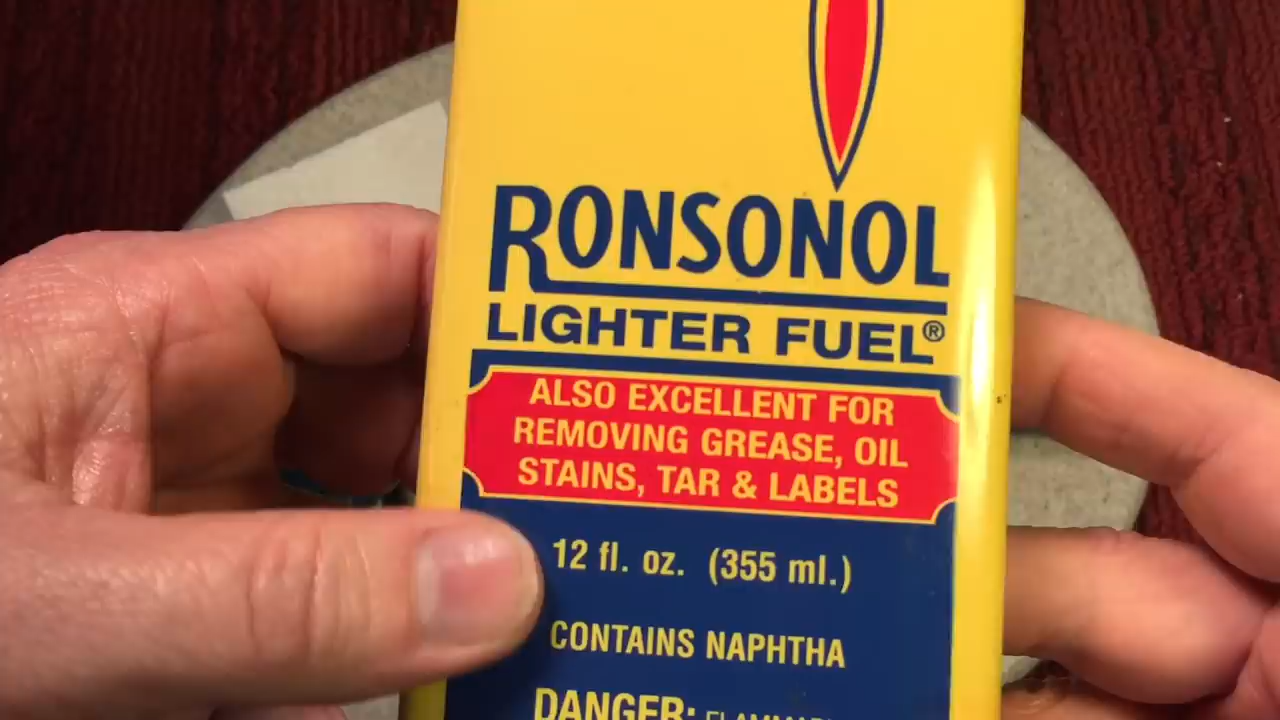 RONSONOL
LIGHTER FUEL®
ALSO EXCELLENT FOR
REMOVING GREASE, OIL
STAINS, TAR & LABELS
12 fl. oz. (355 ml.)
CONTAINS NAPHTHA
DANGER: